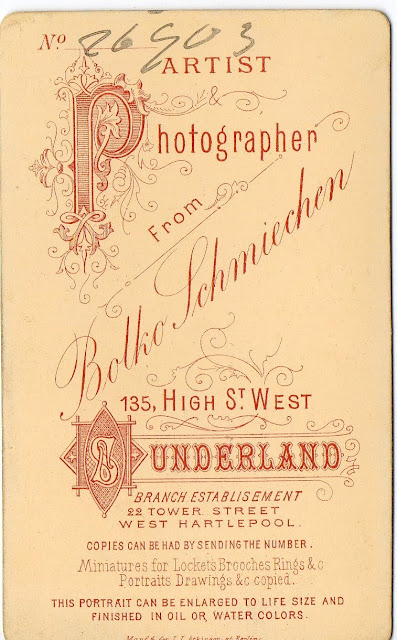 No 26903
ARTIST
&
Photographer
From
Bolko Schmiechen
135, HIGH ST WEST
SUNDERLAND
BRANCH ESTABLISEMENT
22 TOWER STREET
WEST HARTLEPOOL.
COPIES CAN BE HAD BY SENDING THE NUMBER.
Miniatures for Lockets Brooches Rings & c
Portraits Drawings & c copied.
THIS PORTRAIT CAN BE ENLARGED TO LIFE SIZE AND
FINISHED IN OIL OR WATER COLORS.